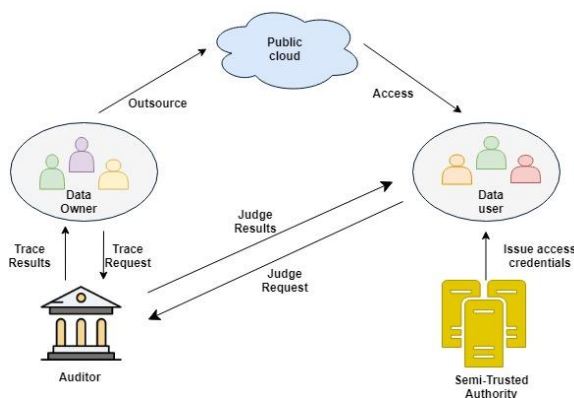 Public
cloud
Outsource
Access
Data
Owner
Data
user
Judge
Results
Trace
Results
Trace
Request
Judge
Request
Issue access
credentials
Auditor
Semi-Trusted
Authority